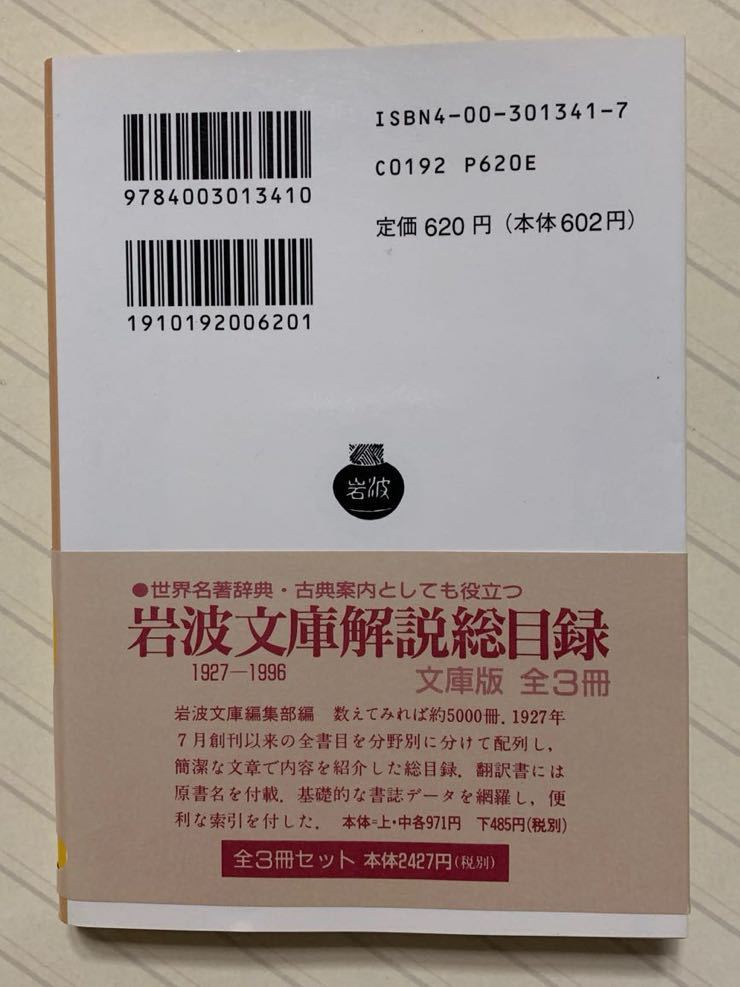 ISBN4-00-301341-7
C0192 P620E
定価 620 円（本体 602 円）
9784003013410
1910192006201
岩波
●世界名著辞典・古典案内としても役立つ
岩波文庫解説総目録
1927―1996
文庫版 全3冊
岩波文庫編集部編 数えてみれば約5000冊．1927年
７月創刊以来の全書目を分野別に分けて配列し，
簡潔な文章で内容を紹介した総目録．翻訳書には
原書名を付載．基礎的な書誌データを網羅し，便
利な索引を付した． 本体=上・中各971円 下485円(税別)
全3冊セット 本体2427円(税別)